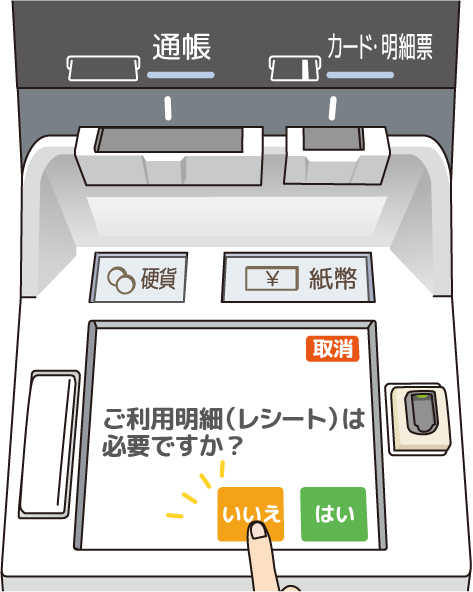 通帳
カード・明細票
硬貨
¥ 紙幣
取消
ご利用明細(レシート)は
必要ですか？
いいえ
はい